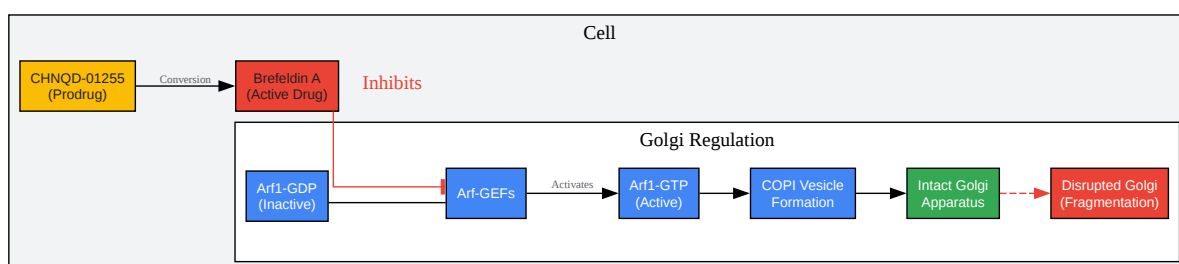 Cell
CHNQD-01255
(Prodrug)
Conversion
Brefeldin A
(Active Drug)
Inhibits
Golgi Regulation
Arf1-GDP
(Inactive)
Arf-GEFs
Activates
Arf1-GTP
(Active)
COPI Vesicle
Formation
Intact Golgi
Apparatus
Disrupted Golgi
(Fragmentation)